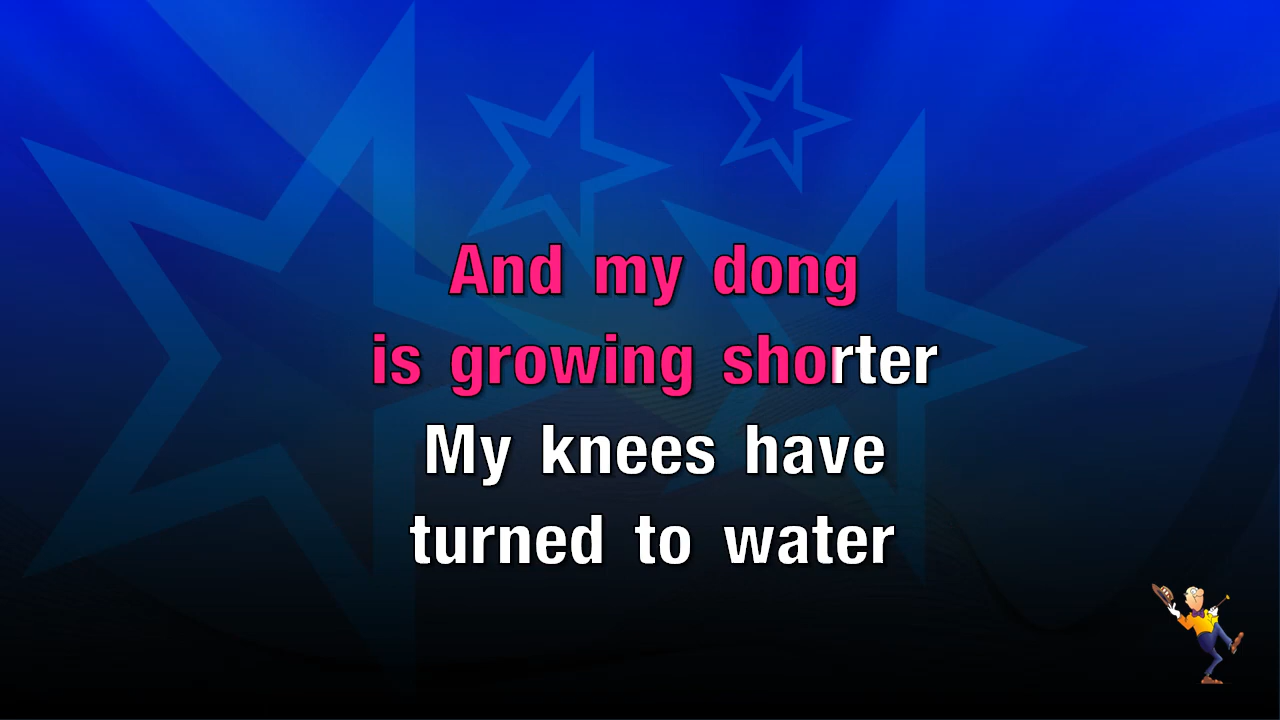 And my dong
is growing shorter
My knees have
turned to water